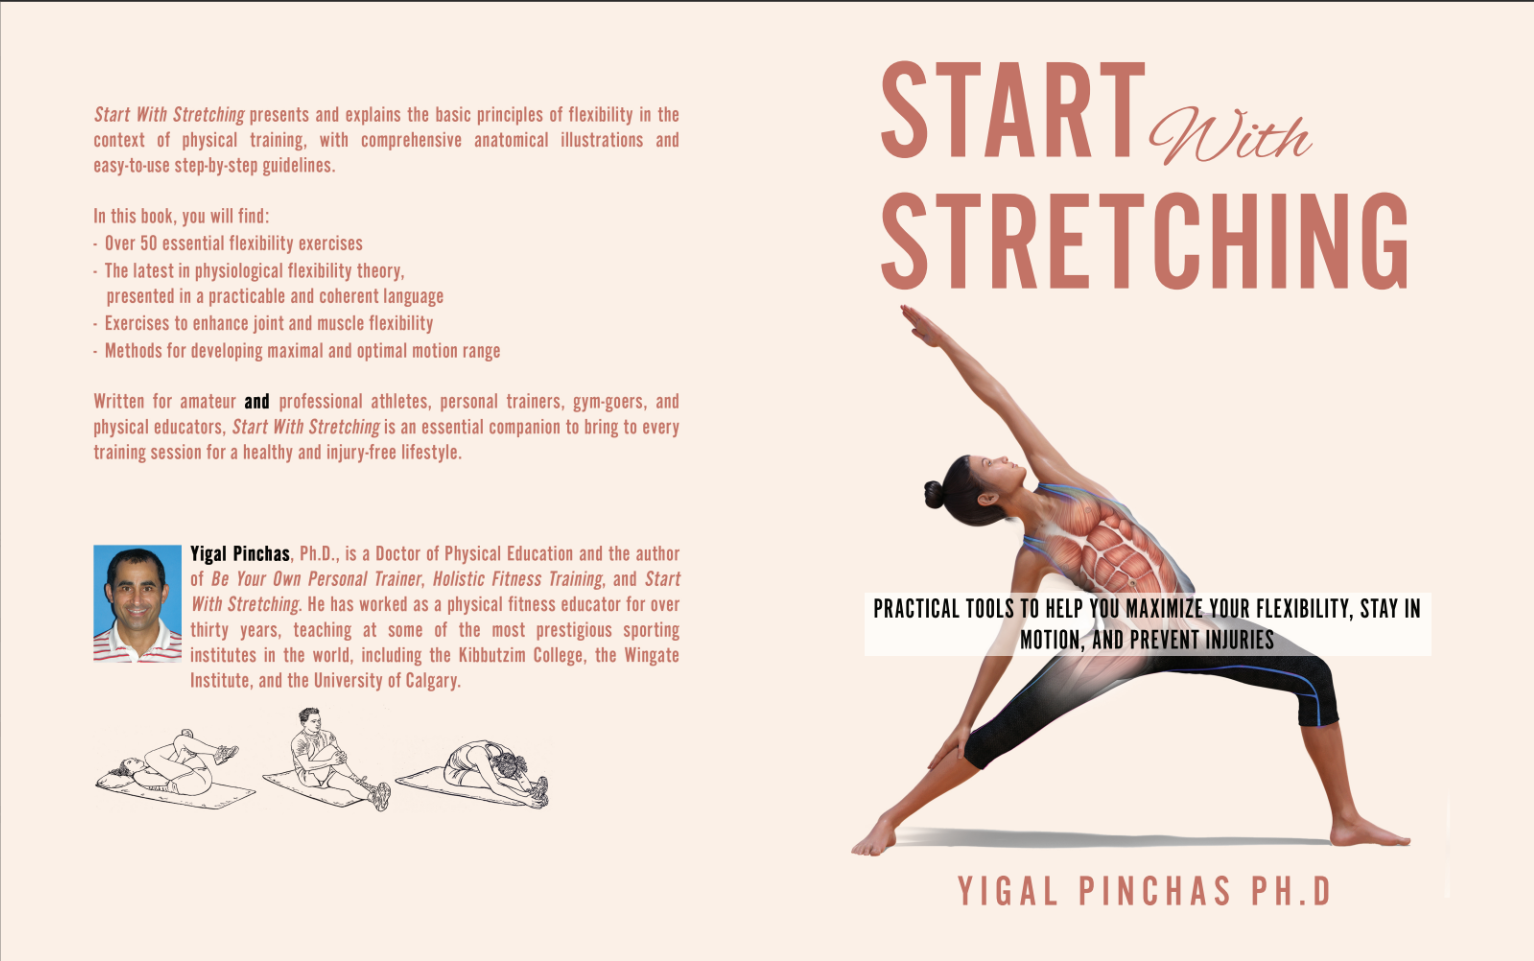 Start With Stretching presents and explains the basic principles of flexibility in the
context of physical training, with comprehensive anatomical illustrations and
easy-to-use step-by-step guidelines.
In this book, you will find:
- Over 50 essential flexibility exercises
- The latest in physiological flexibility theory,
presented in a practicable and coherent language
- Exercises to enhance joint and muscle flexibility
- Methods for developing maximal and optimal motion range
Written for amateur and professional athletes, personal trainers, gym-goers, and
physical educators, Start With Stretching is an essential companion to bring to every
training session for a healthy and injury-free lifestyle.
Yigal Pinchas, Ph.D., is a Doctor of Physical Education and the author
of Be Your Own Personal Trainer, Holistic Fitness Training, and Start
With Stretching. He has worked as a physical fitness educator for over
thirty years, teaching at some of the most prestigious sporting
institutes in the world, including the Kibbutzim College, the Wingate
Institute, and the University of Calgary.
START With
STRETCHING
PRACTICAL TOOLS TO HELP YOU MAXIMIZE YOUR FLEXIBILITY, STAY IN
MOTION, AND PREVENT INJURIES
YIGAL PINCHAS PH.D